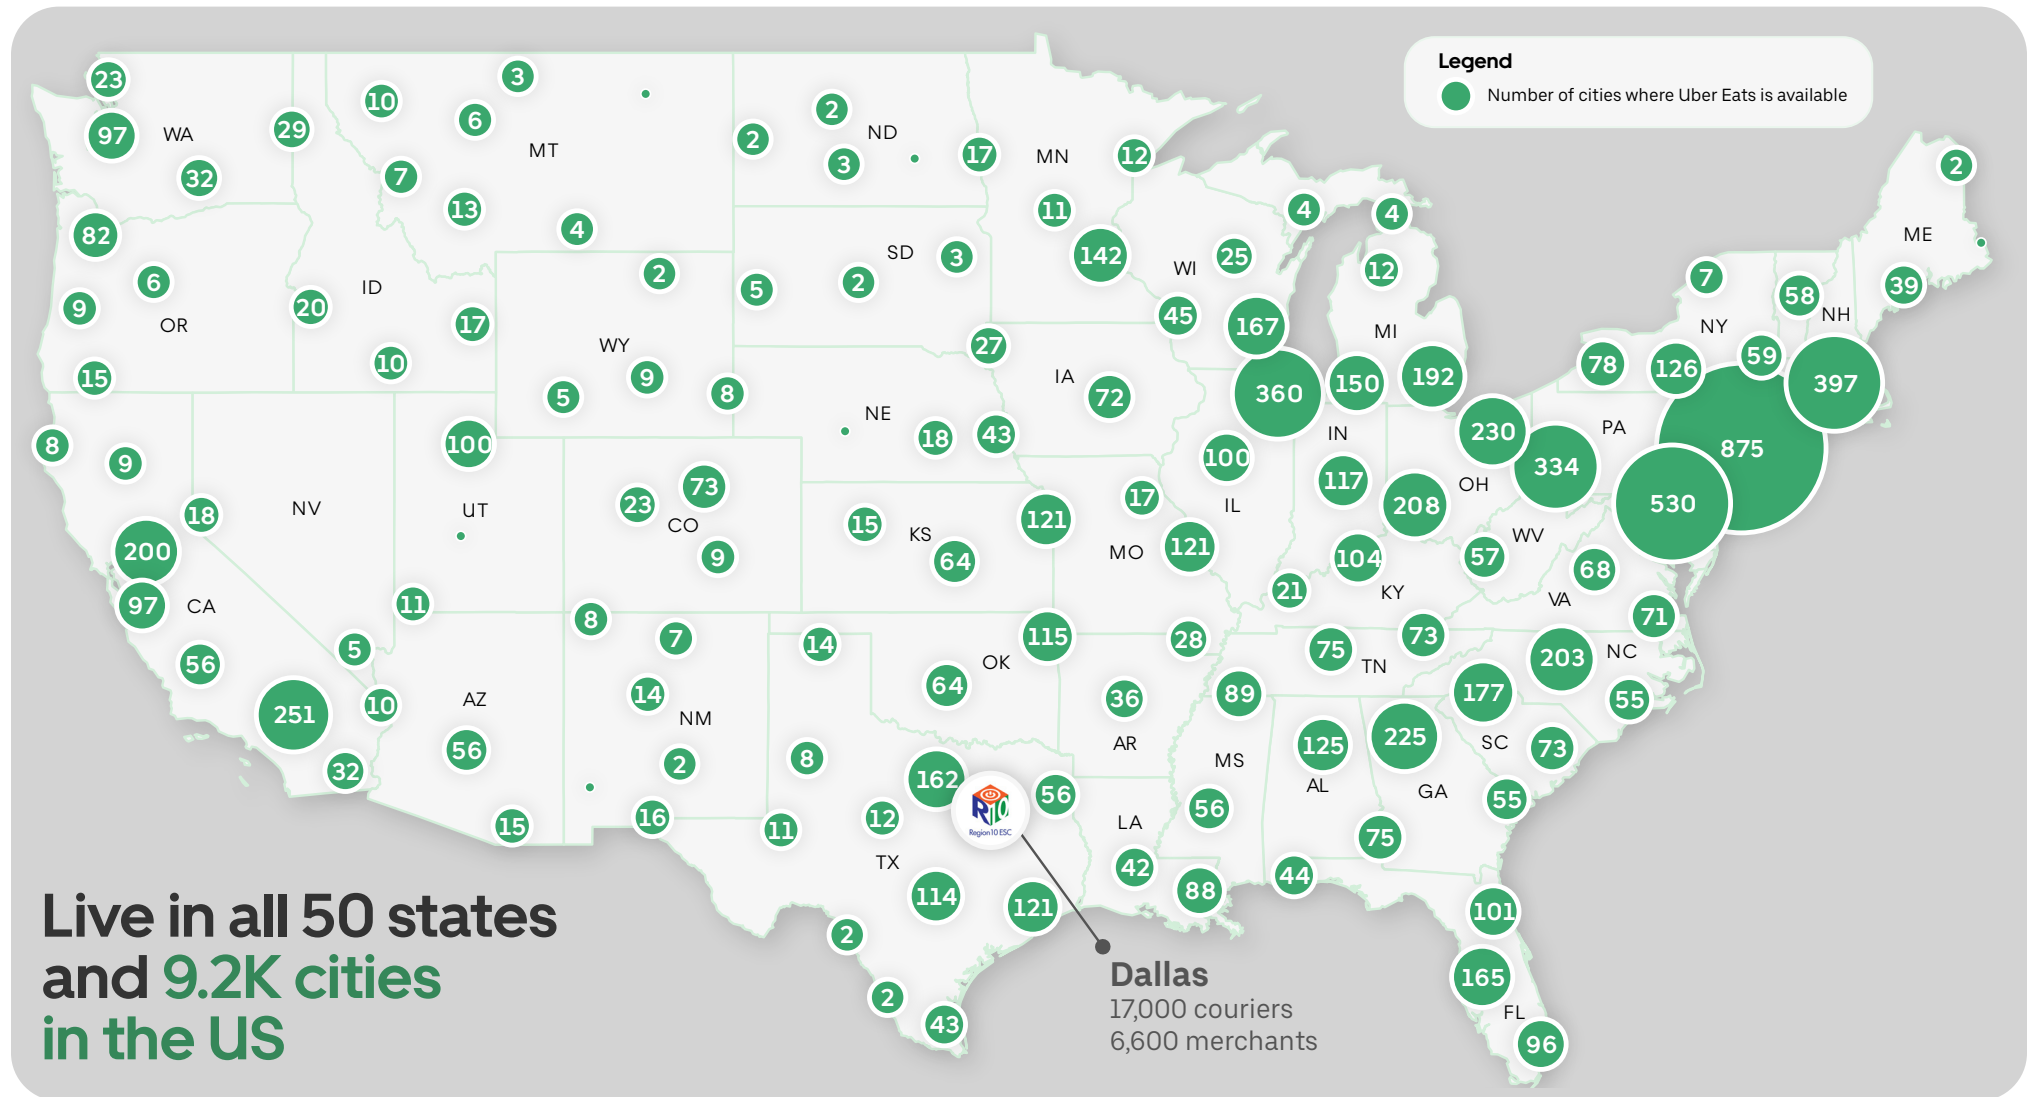 Legend
Number of cities where Uber Eats is available
23
3
10
2
6
97
WA
29
ND
MT
2
17
MN
12
3
2
32
7
13
11
4
4
4
82
ME
SD
3
142
WI
25
12
2
7
6
ID
5
2
39
58
20
9
45
NH
17
OR
167
NY
MI
WY
27
59
10
78
126
15
9
IA
192
150
397
8
360
5
72
NE
PA
230
IN
43
18
100
8
875
9
100
334
73
117
OH
17
23
IL
530
208
NV
UT
18
121
CO
15
KS
WV
121
200
MO
9
57
104
64
68
21
KY
VA
97
CA
11
71
8
115
7
28
73
14
5
75
NC
203
OK
56
TN
64
177
89
14
36
AZ
55
10
251
NM
225
SC
125
AR
73
56
8
MS
2
32
162
AL
GA
56
55
R10
Region 10 ESC
56
16
12
LA
15
11
75
TX
42
44
88
114
121
101
Live in all 50 states
and 9.2K cities
in the US
2
Dallas
17,000 couriers
6,600 merchants
165
2
FL
43
96